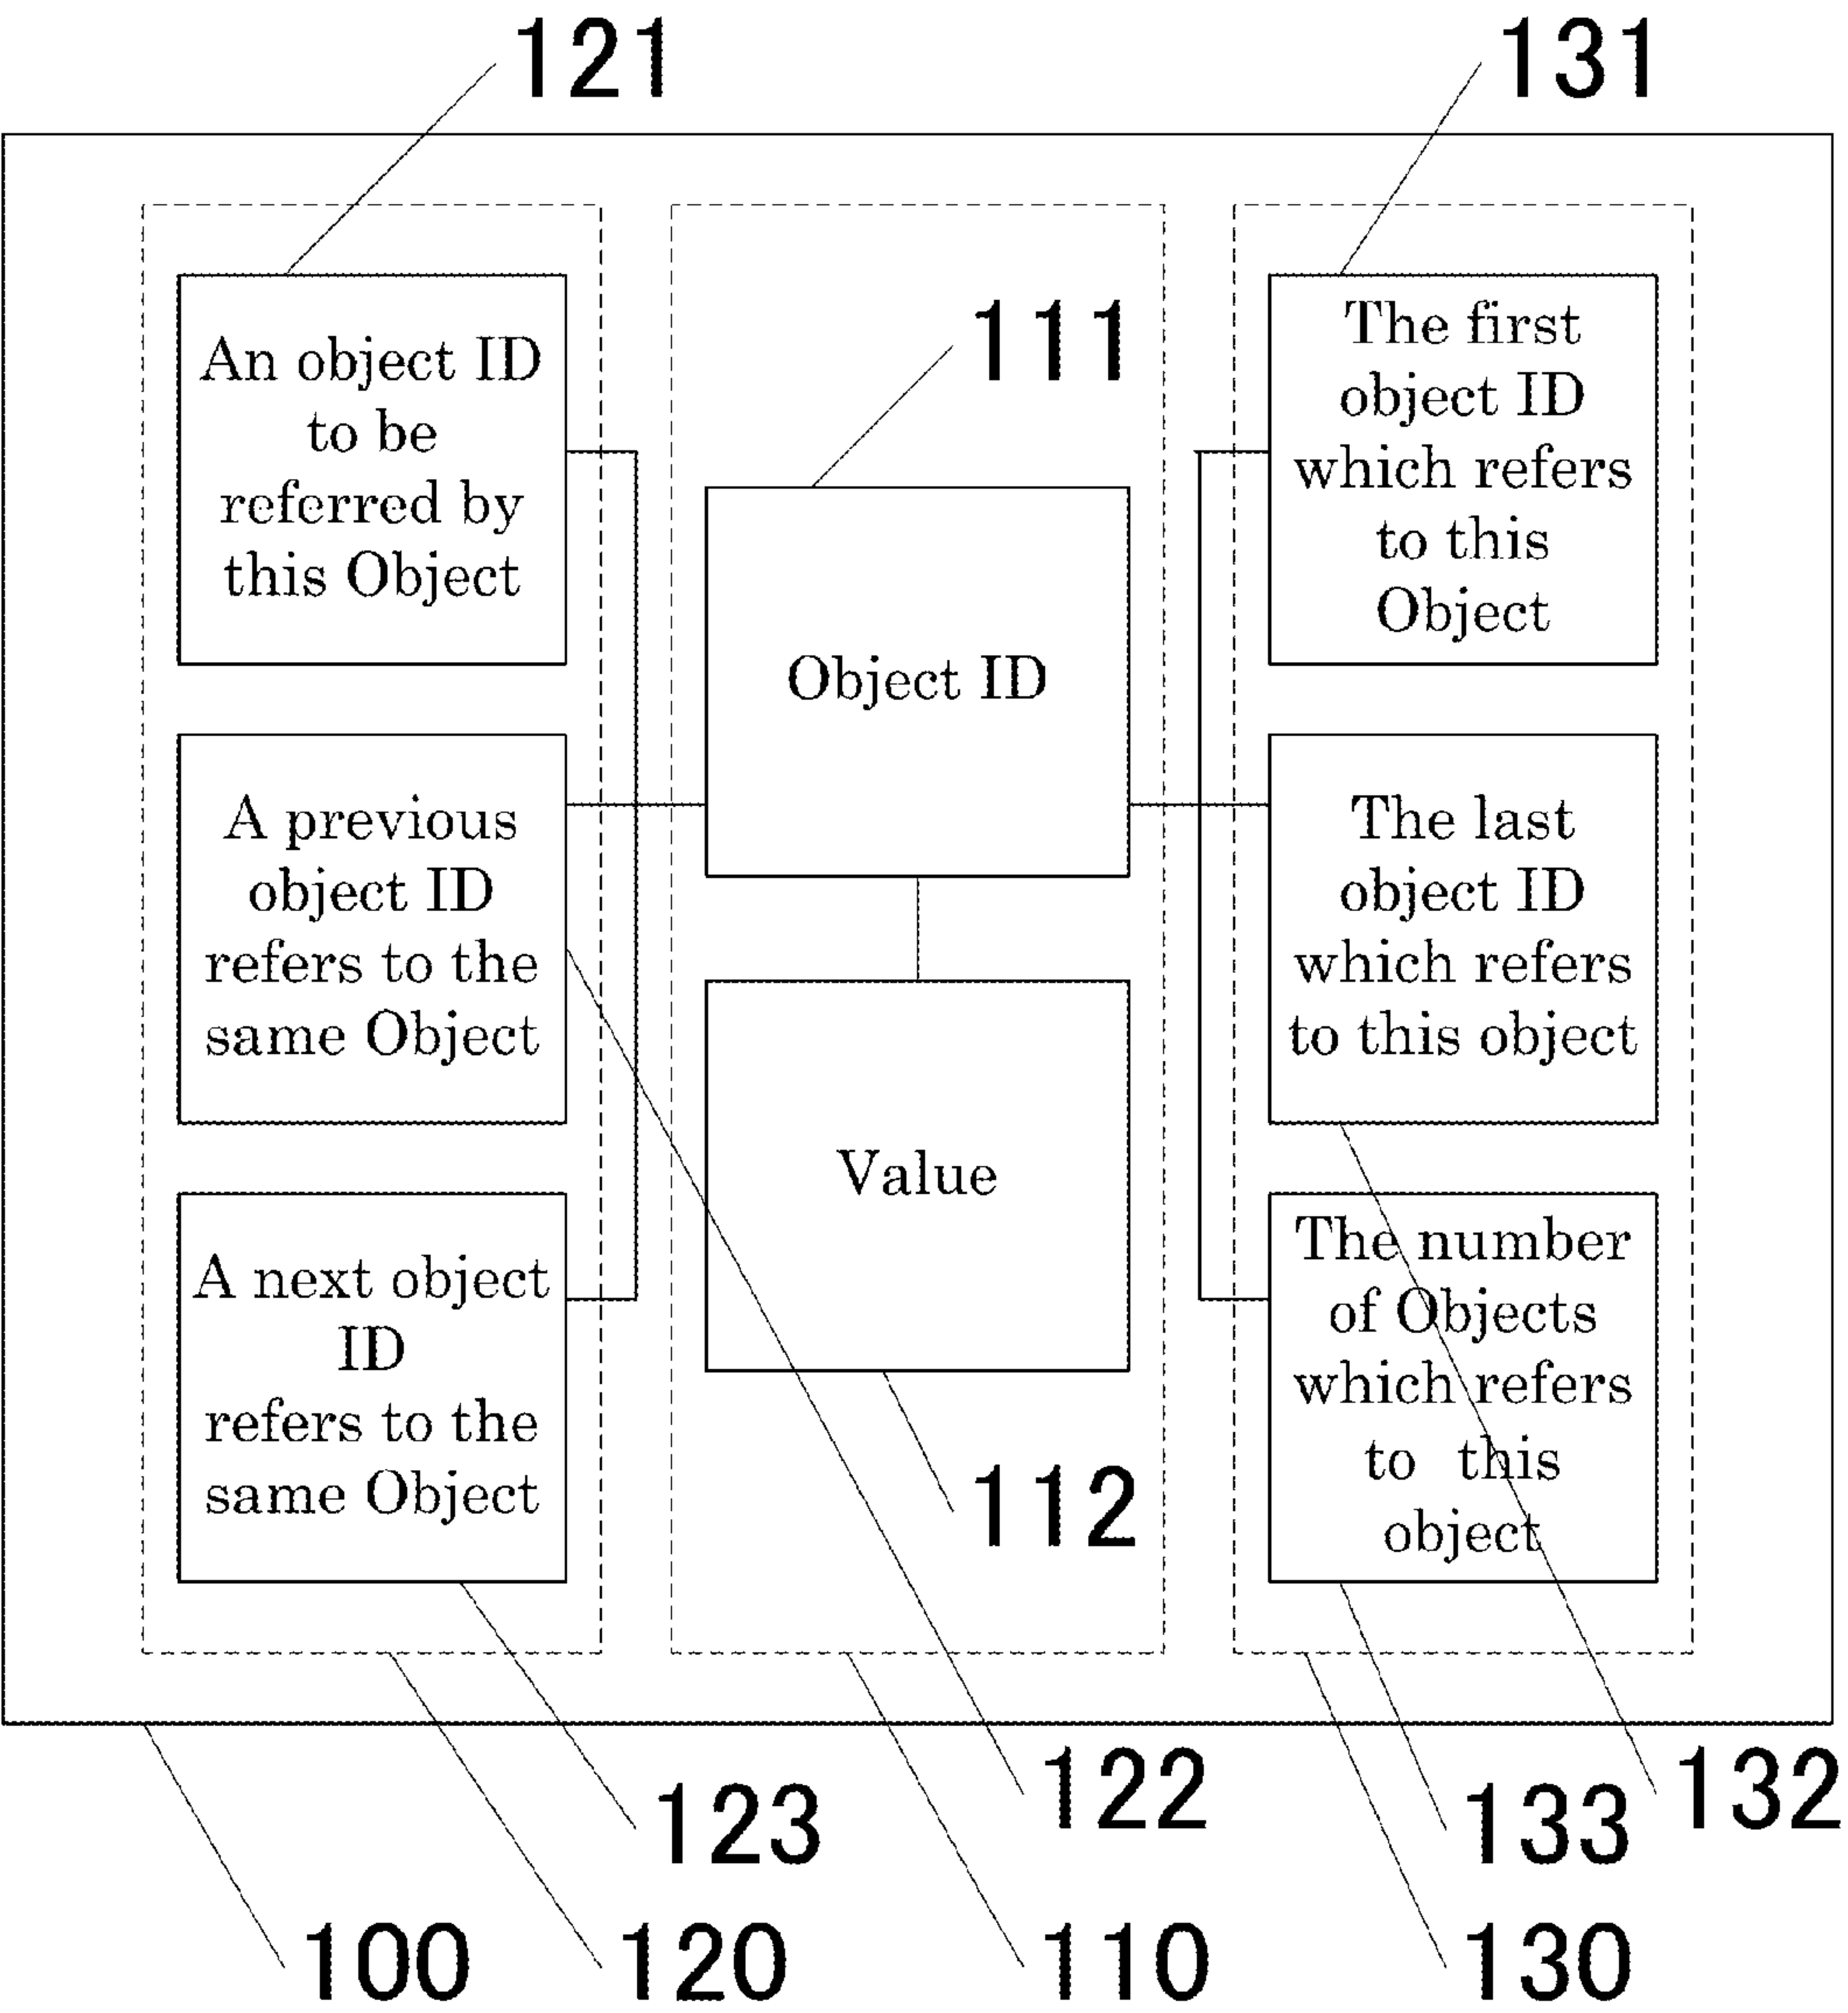 121
131
An object ID
to be
referred by
this Object
111
The first
object ID
which refers
to this
Object
Object ID
A previous
object ID
refers to the
same Object
The last
object ID
which refers
to this object
Value
A next object
ID
refers to the
same Object
The number
of Objects
which refers
to this
object
112
122
132
123
133
100
120
110
130